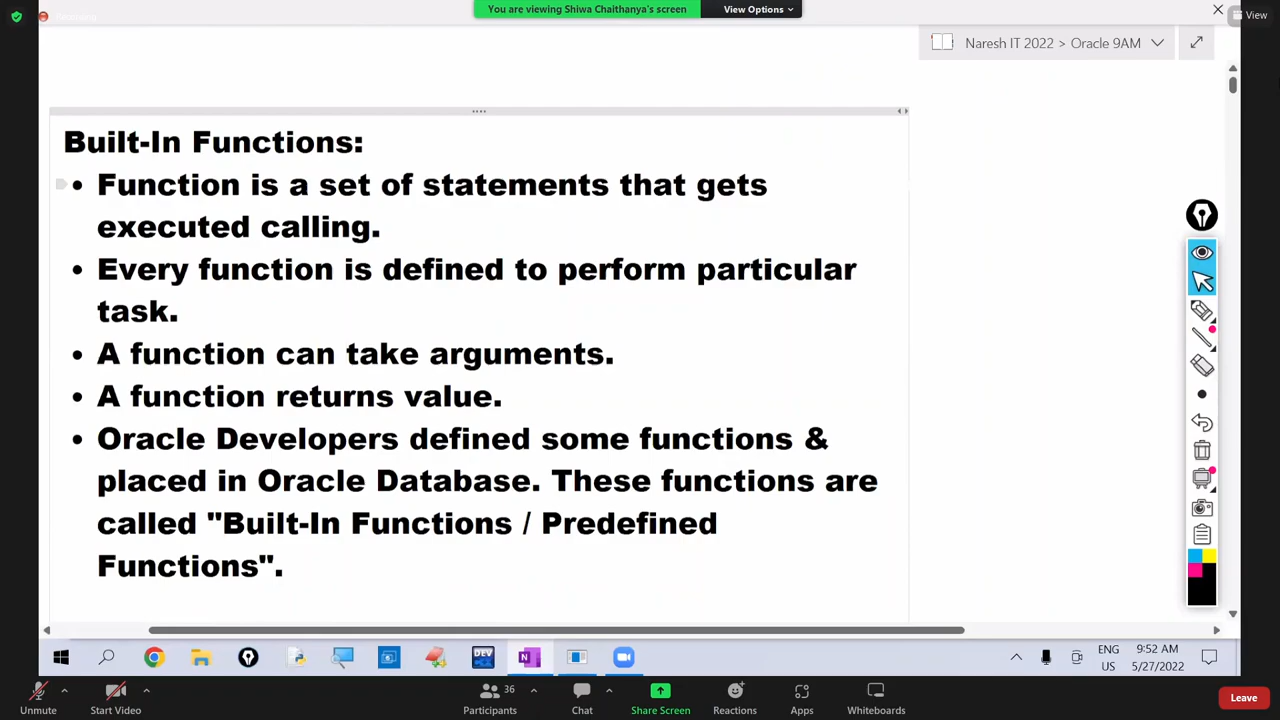 You are viewing Shiwa Chaithanya's screen
View Options
View
Naresh IT 2022 > Oracle 9AM
Built-In Functions:
• Function is a set of statements that gets
executed calling.
• Every function is defined to perform particular
task.
• A function can take arguments.
• A function returns value.
• Oracle Developers defined some functions &
placed in Oracle Database. These functions are
called "Built-In Functions / Predefined
Functions".
DEV
N
ENG
US
9:52 AM
5/27/2022
Unmute
Start Video
Participants
36
Chat
Share Screen
Reactions
Apps
Whiteboards
Leave